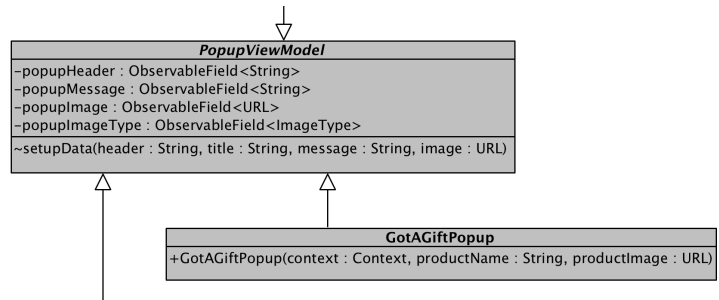 PopupViewModel
-popupHeader : ObservableField<String>
-popupMessage : ObservableField<String>
-popupImage : ObservableField<URL>
-popupImageType : ObservableField<ImageType>
~setupData(header : String, title : String, message : String, image : URL)
GotAGiftPopup
+GotAGiftPopup(context : Context, productName : String, productImage : URL)